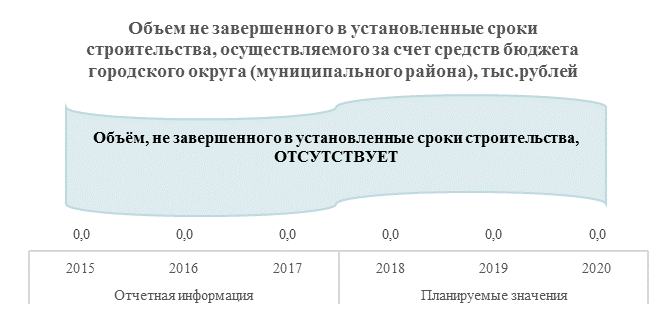 Объем не завершенного в установленные сроки
строительства, осуществляемого за счет средств бюджета
городского округа (муниципального района), тыс.рублей
Объём, не завершенного в установленные сроки строительства,
ОТСУТСТВУЕТ
0,0 0,0 0,0 0,0 0,0 0,0
2015 2016 2017 2018 2019 2020
Отчетная информация Планируемые значения